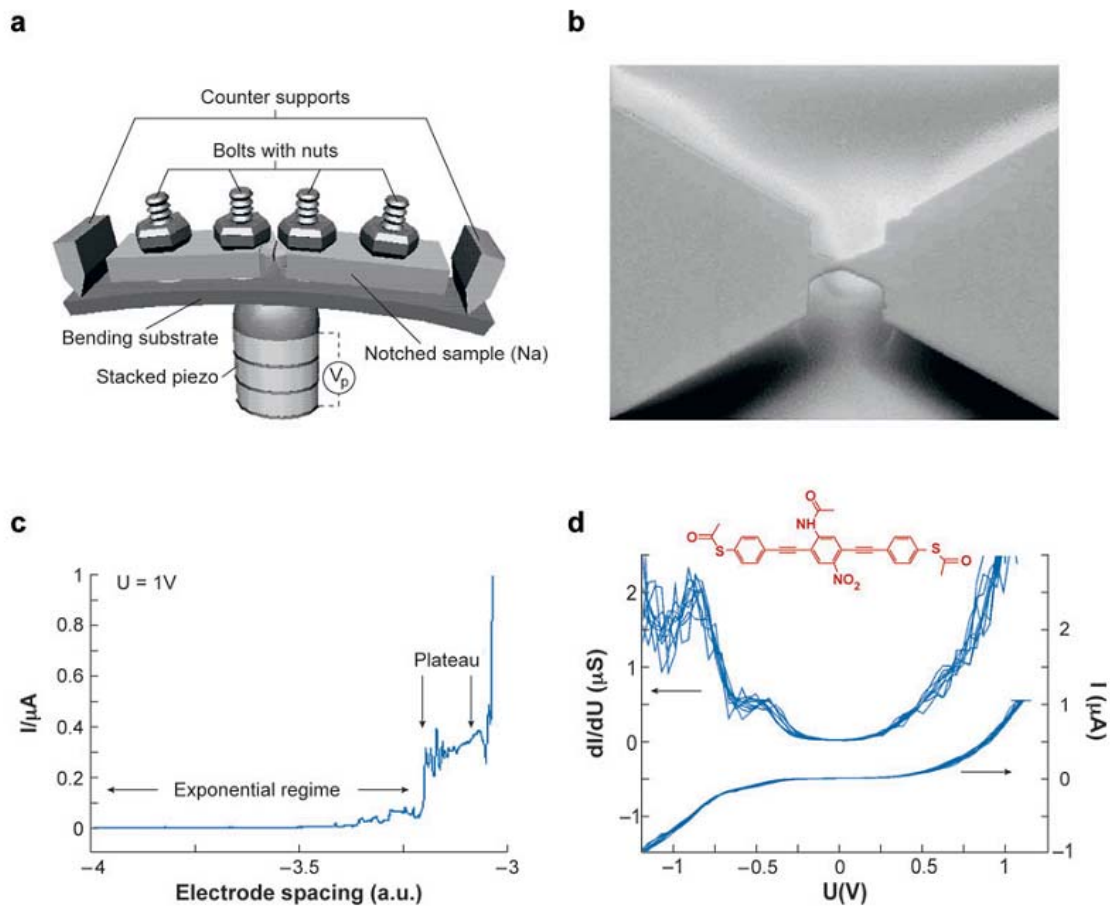 a
Counter supports
Bolts with nuts
Bending substrate
Stacked piezo
Vp
Notched sample (Na)
b
c
U = 1V
I/µA
1
0.8
0.6
0.4
0.2
0
Plateau
Exponential regime
−4
−3.5
−3
Electrode spacing (a.u.)
d
O
NH
O
S
S
O
NO2
dI/dU (µS)
2
1
0
−1
I (µA)
2
1
0
−1
−1
−0.5
0
0.5
1
U(V)